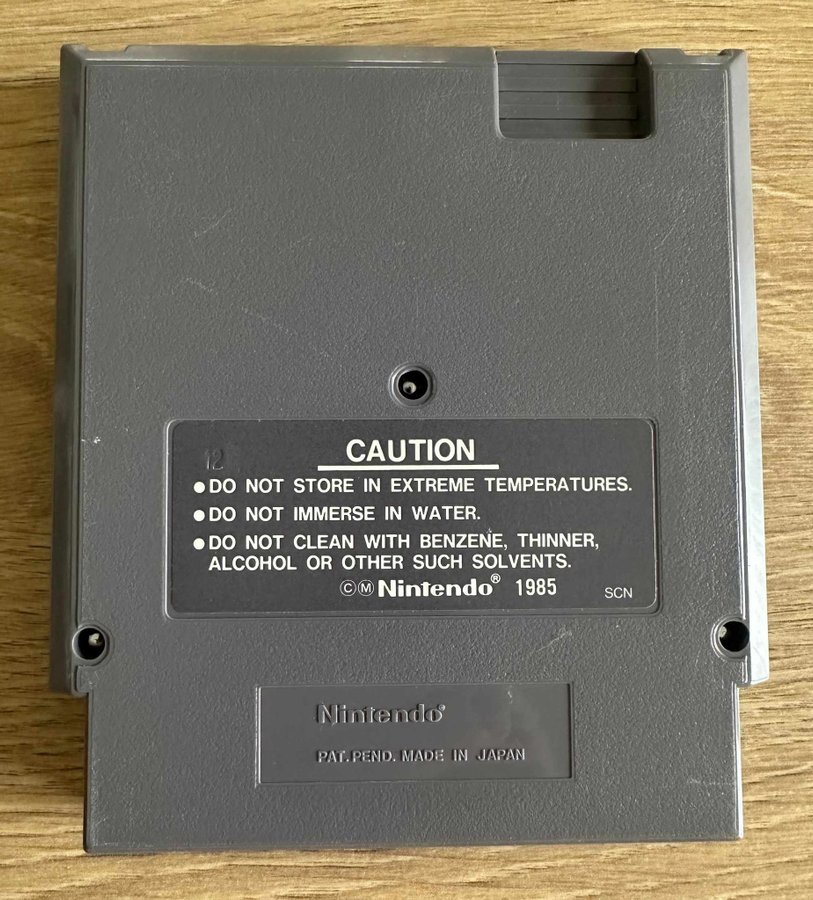 12
CAUTION
●DO NOT STORE IN EXTREME TEMPERATURES.
●DO NOT IMMERSE IN WATER.
●DO NOT CLEAN WITH BENZENE, THINNER,
ALCOHOL OR OTHER SUCH SOLVENTS.
ⒸⓂNintendo® 1985
SCN
Nintendo®
PAT.PEND. MADE IN JAPAN